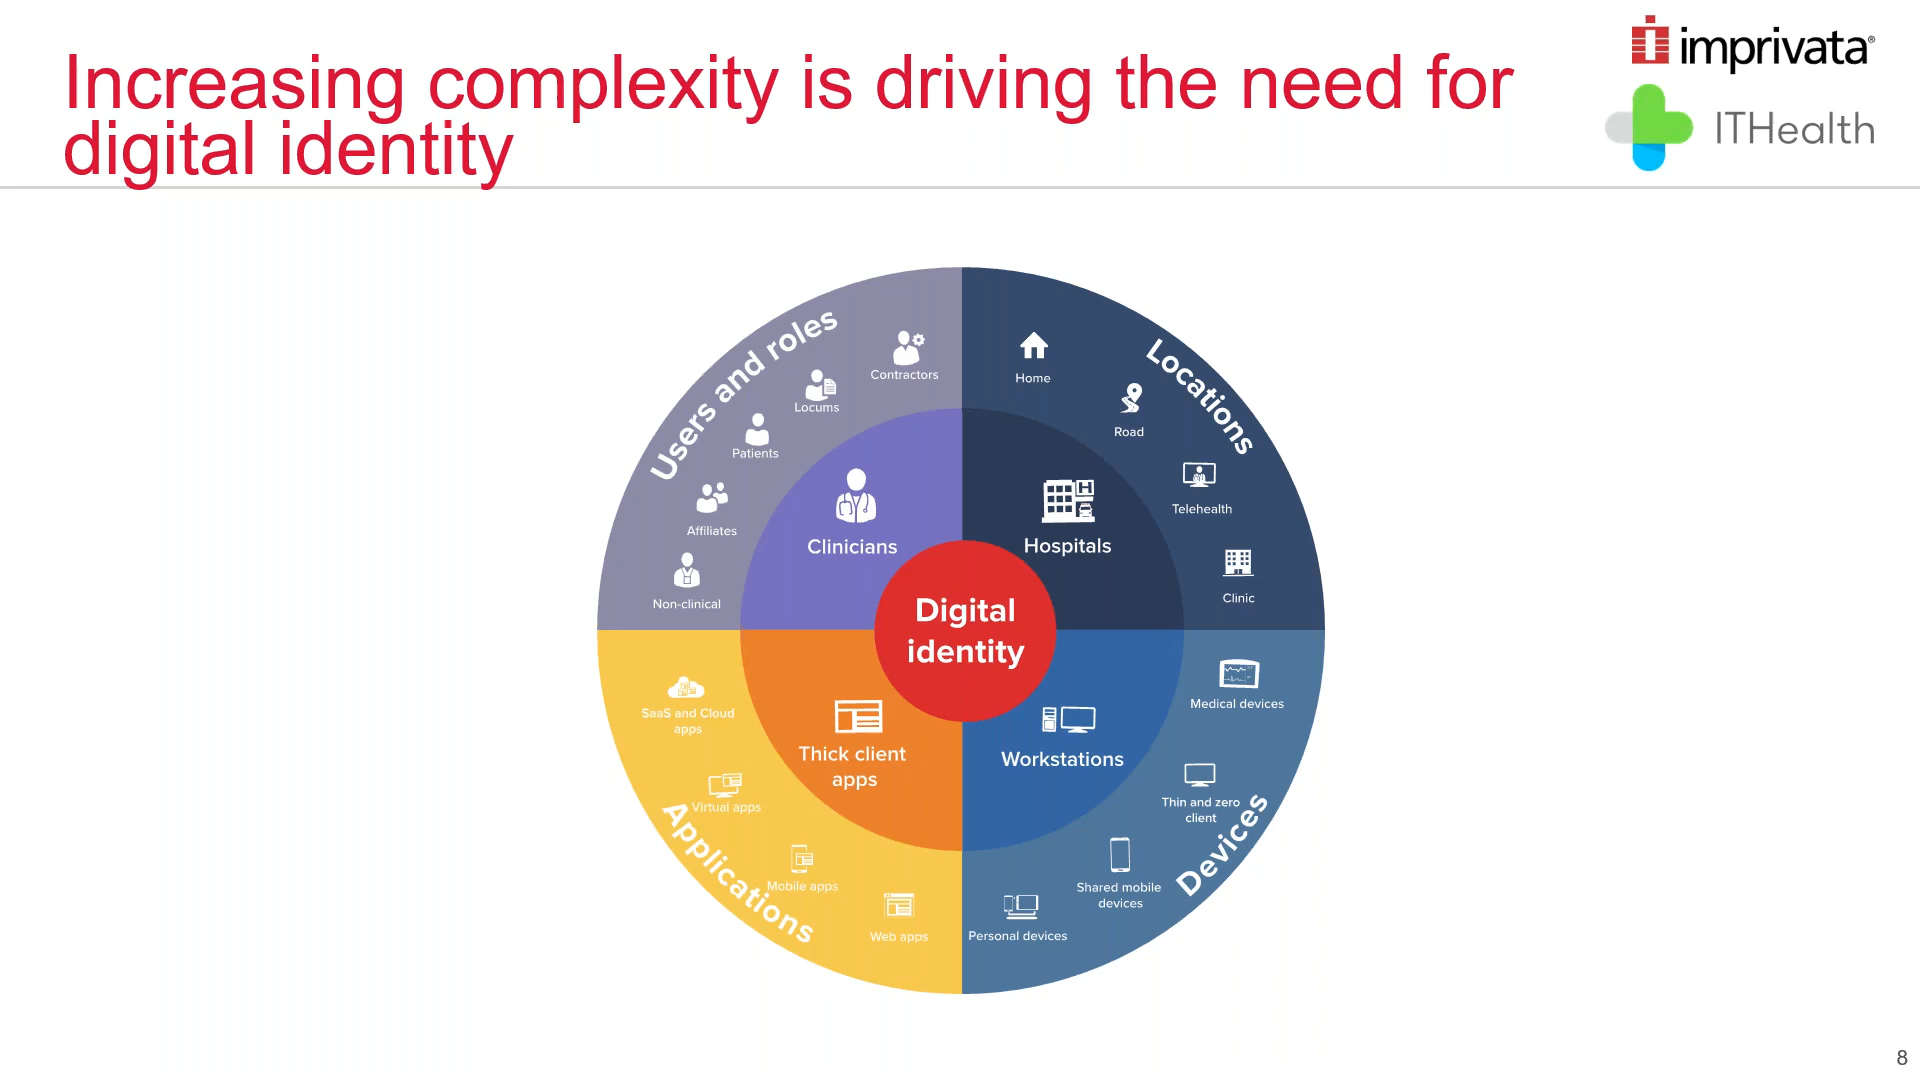 Increasing complexity is driving the need for
digital identity
imprivata®
ITHealth
Users and roles
Contractors
Locums
Patients
Affiliates
Non-clinical
Clinicians
Locations
Home
Road
Telehealth
Clinic
Hospitals
H
Digital
identity
Applications
SaaS and Cloud
apps
Virtual apps
Mobile apps
Web apps
Thick client
apps
Workstations
Devices
Medical devices
Thin and zero
client
Shared mobile
devices
Personal devices
8